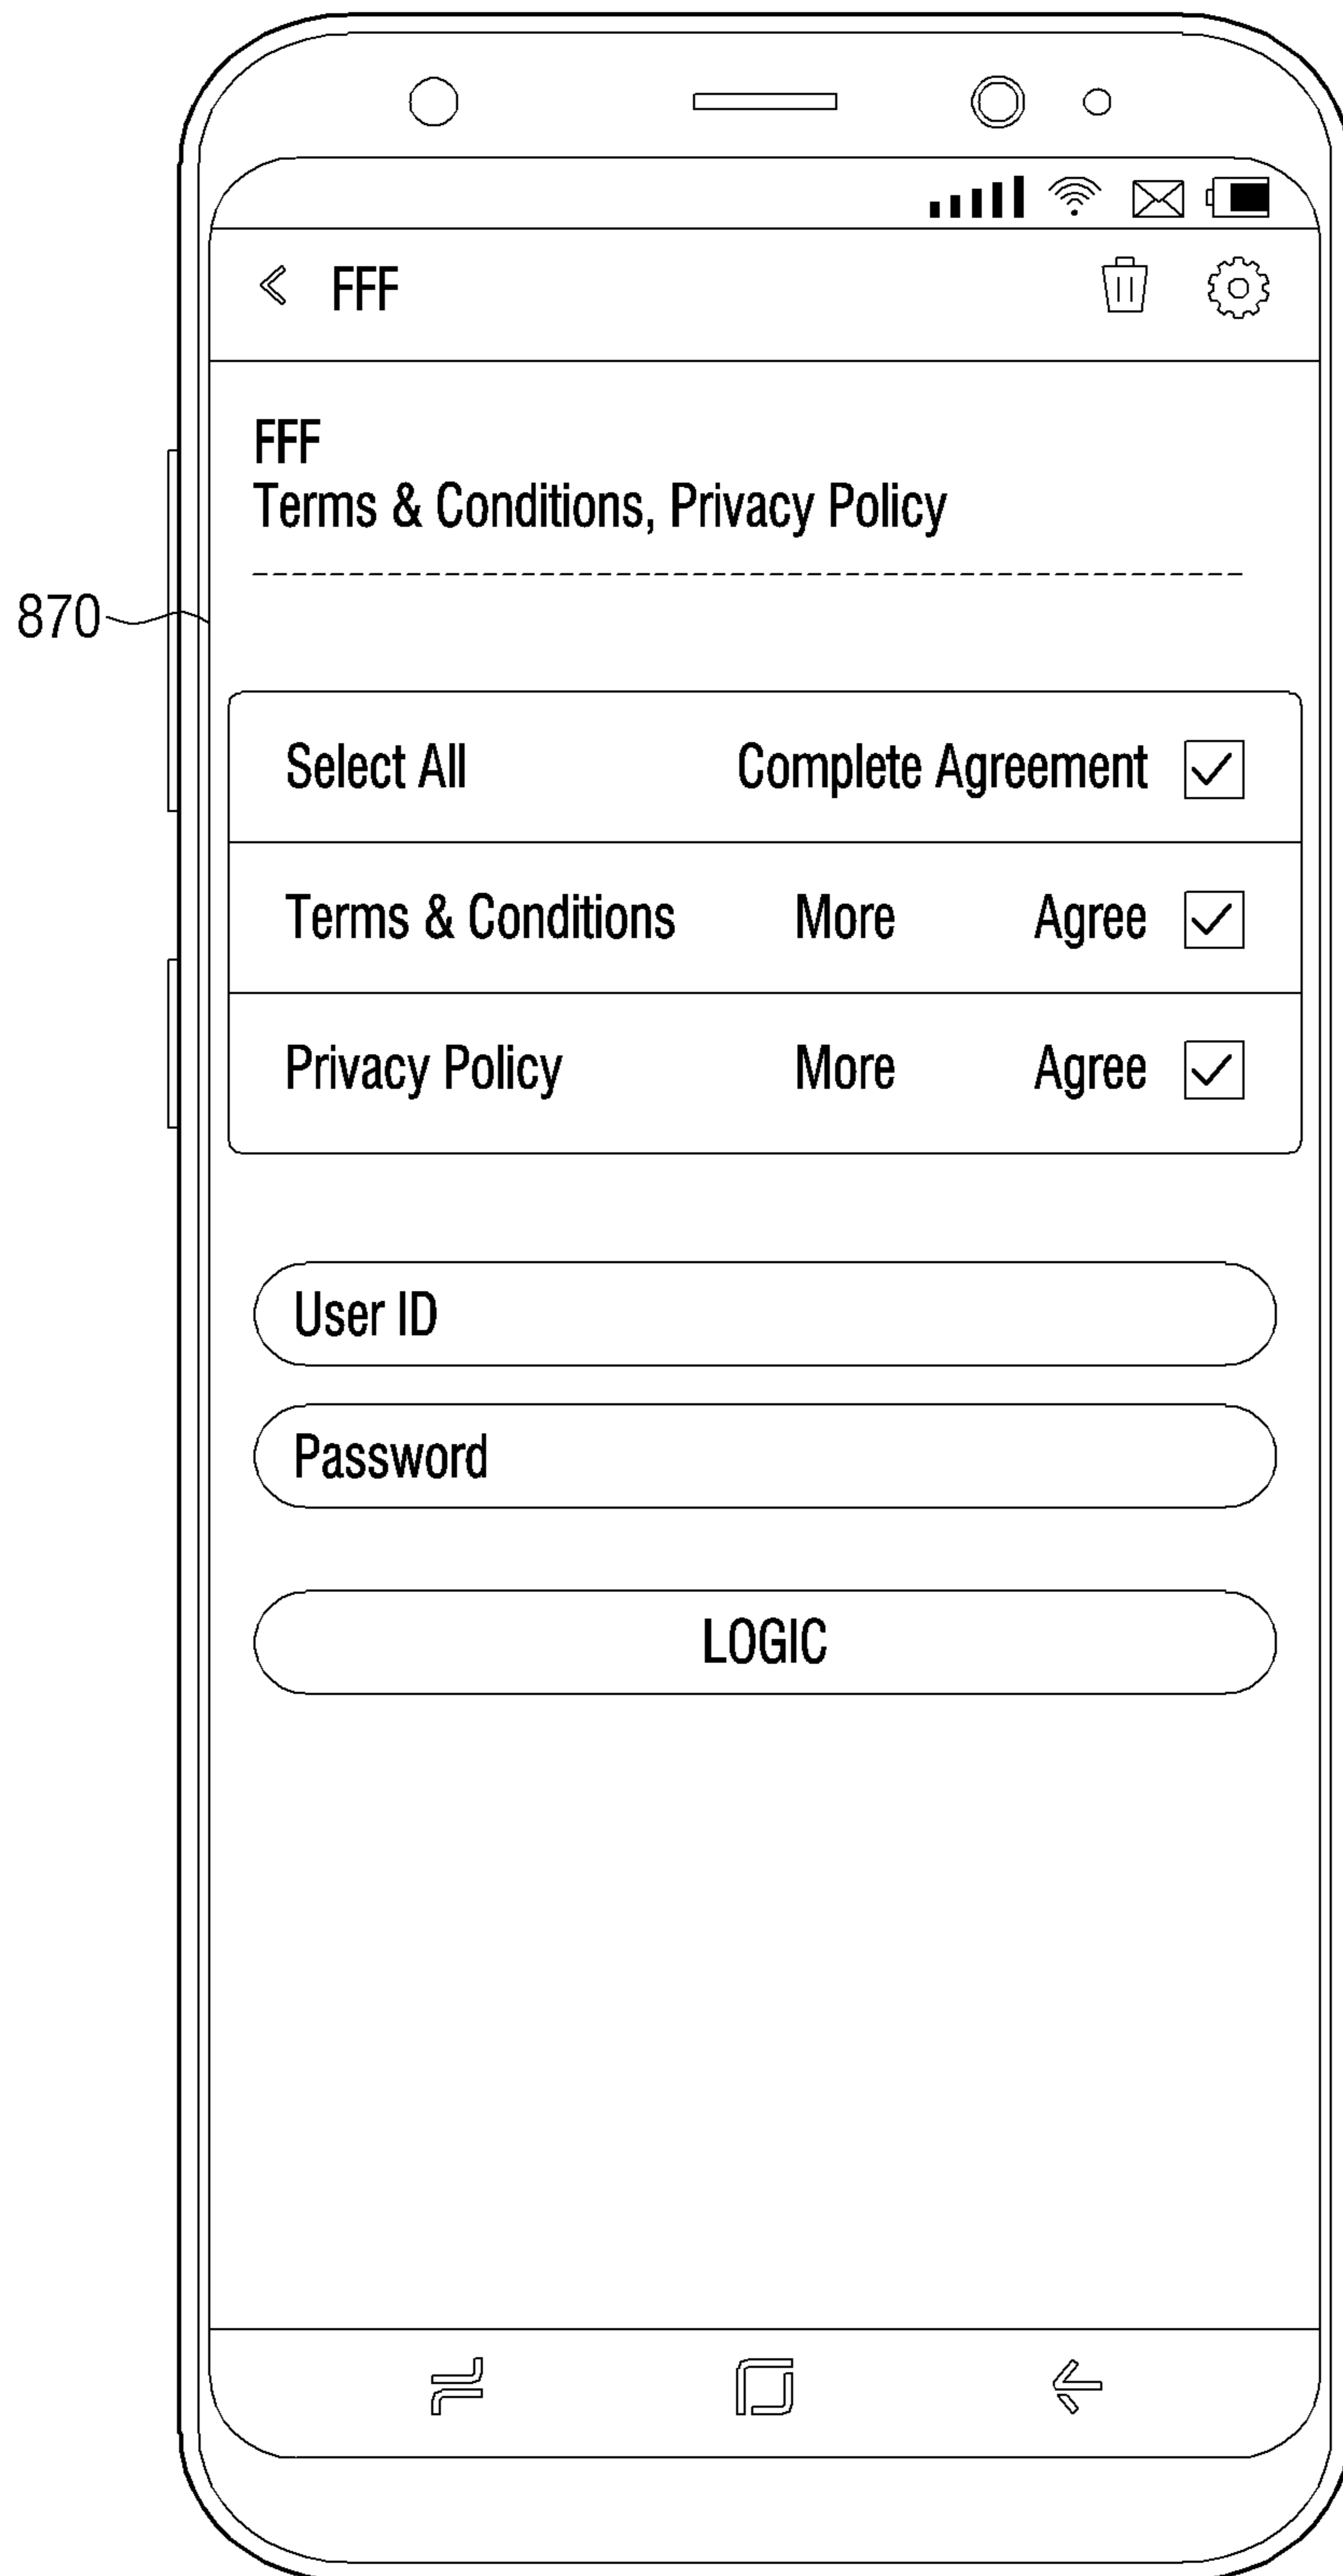 FFF
FFF
Terms & Conditions, Privacy Policy
870
Select All Complete Agreement
Terms & Conditions More Agree
Privacy Policy More Agree
User ID
Password
LOGIC